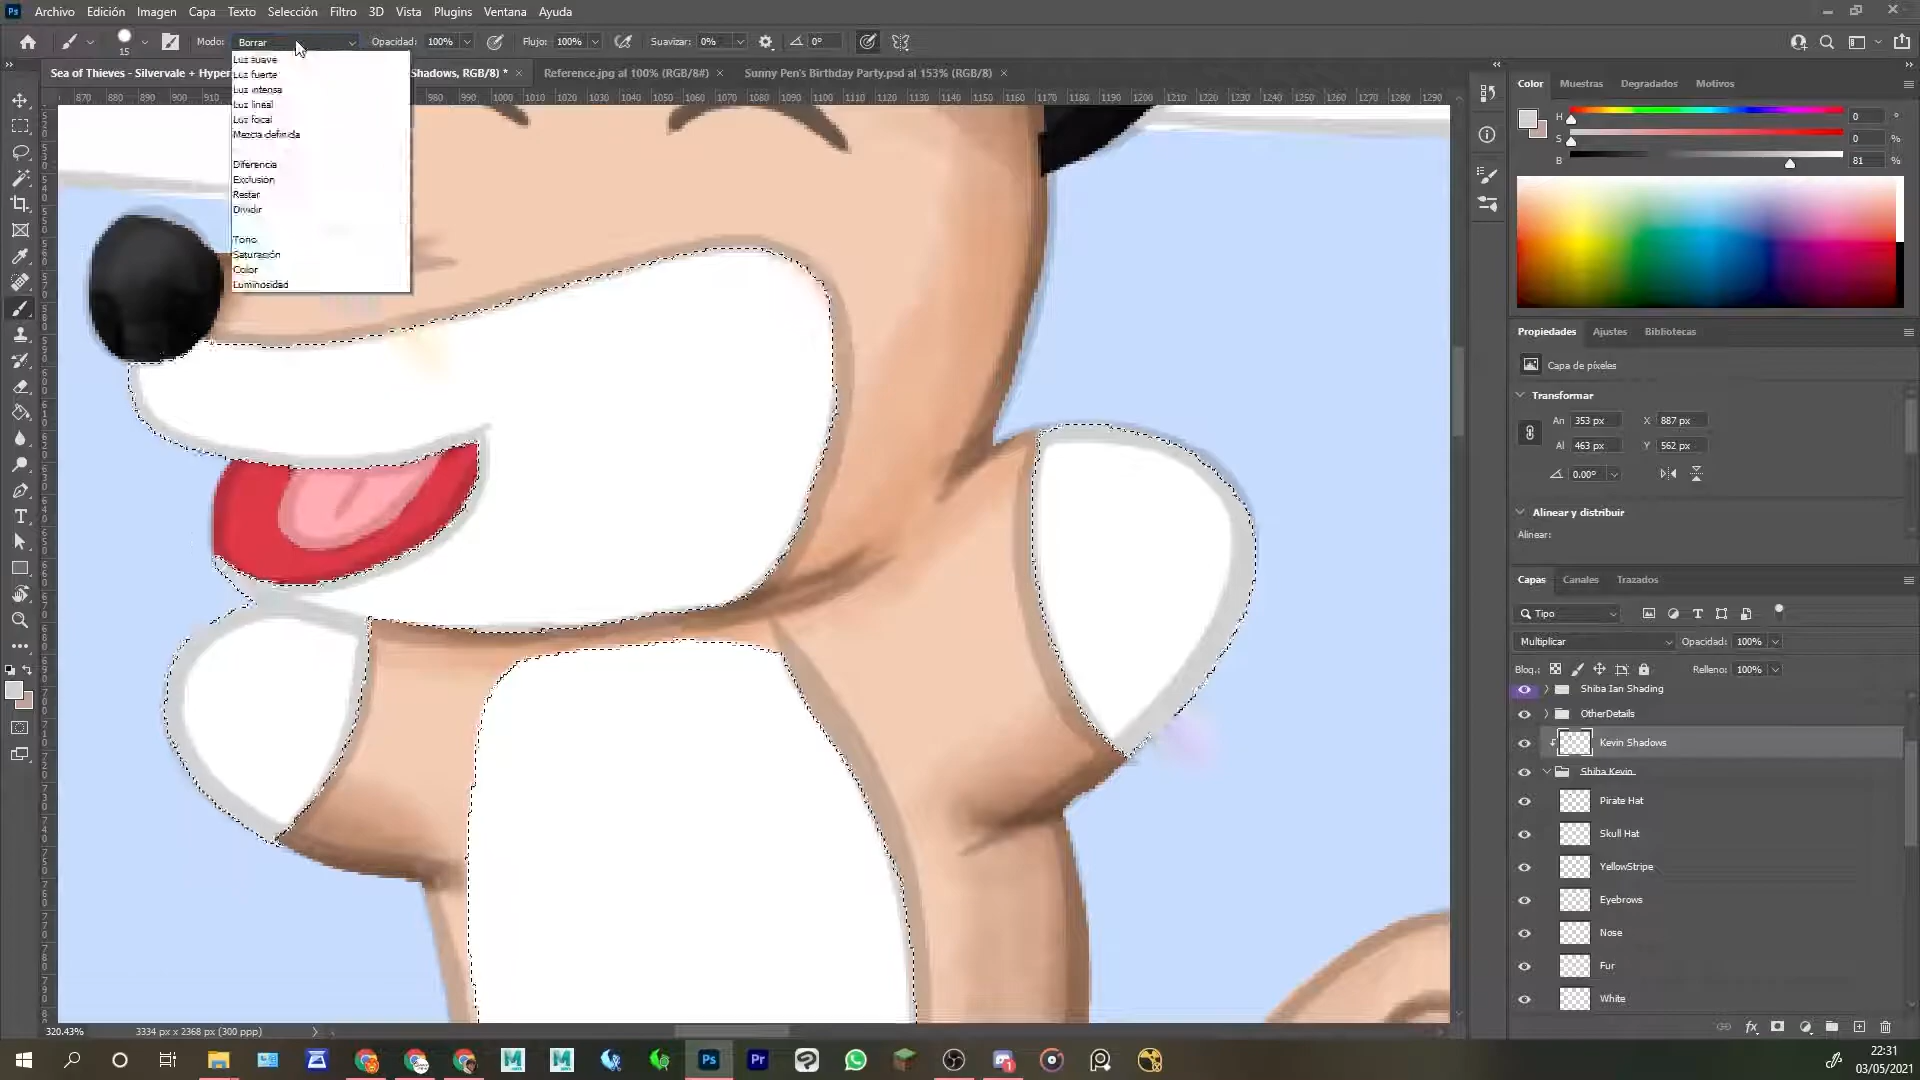 Archivo Edición Imagen Capa Texto Selección Filtro 3D Vista Plugins Ventana Ayuda
15 Modo: Borrar Opacidad: 100% Flujo: 100% Suavizar: 0% 0°
Sea of Thieves - Silvervale + Hyper Shadows, RGB/8) * × Reference.jpg al 100% (RGB/8#) × Sunny Pen's Birthday Party.psd al 153% (RGB/8) ×
870 880 890 900 910 980 990 1000 1010 1020 1030 1040 1050 1060 1070 1080 1090 1100 1110 1120 1130 1140 1150 1160 1170 1180 1190 1200 1210 1220 1230 1240 1250 1260 1270 1280 1290
Luz suave
Luz fuerte
Luz intensa
Luz lineal
Luz focal
Mezcla definida
Diferencia
Exclusión
Restar
Dividir
Tono
Saturación
Color
Luminosidad
Color Muestras Degradados Motivos
H 0 °
S 0 %
B 81 %
Propiedades Ajustes Bibliotecas
Capa de píxeles
Transformar
An 353 px X 887 px
Al 463 px Y 562 px
0.00°
Alinear y distribuir
Alinear:
Capas Canales Trazados
Tipo
Multiplicar Opacidad: 100%
Bloq.: Relleno: 100%
Shiba Ian Shading
OtherDetails
Kevin Shadows
Shiba Kevin
Pirate Hat
Skull Hat
YellowStripe
Eyebrows
Nose
Fur
White
320.43% 3334 px x 2368 px (300 ppp)
Ps Pr
22:31
03/05/2021